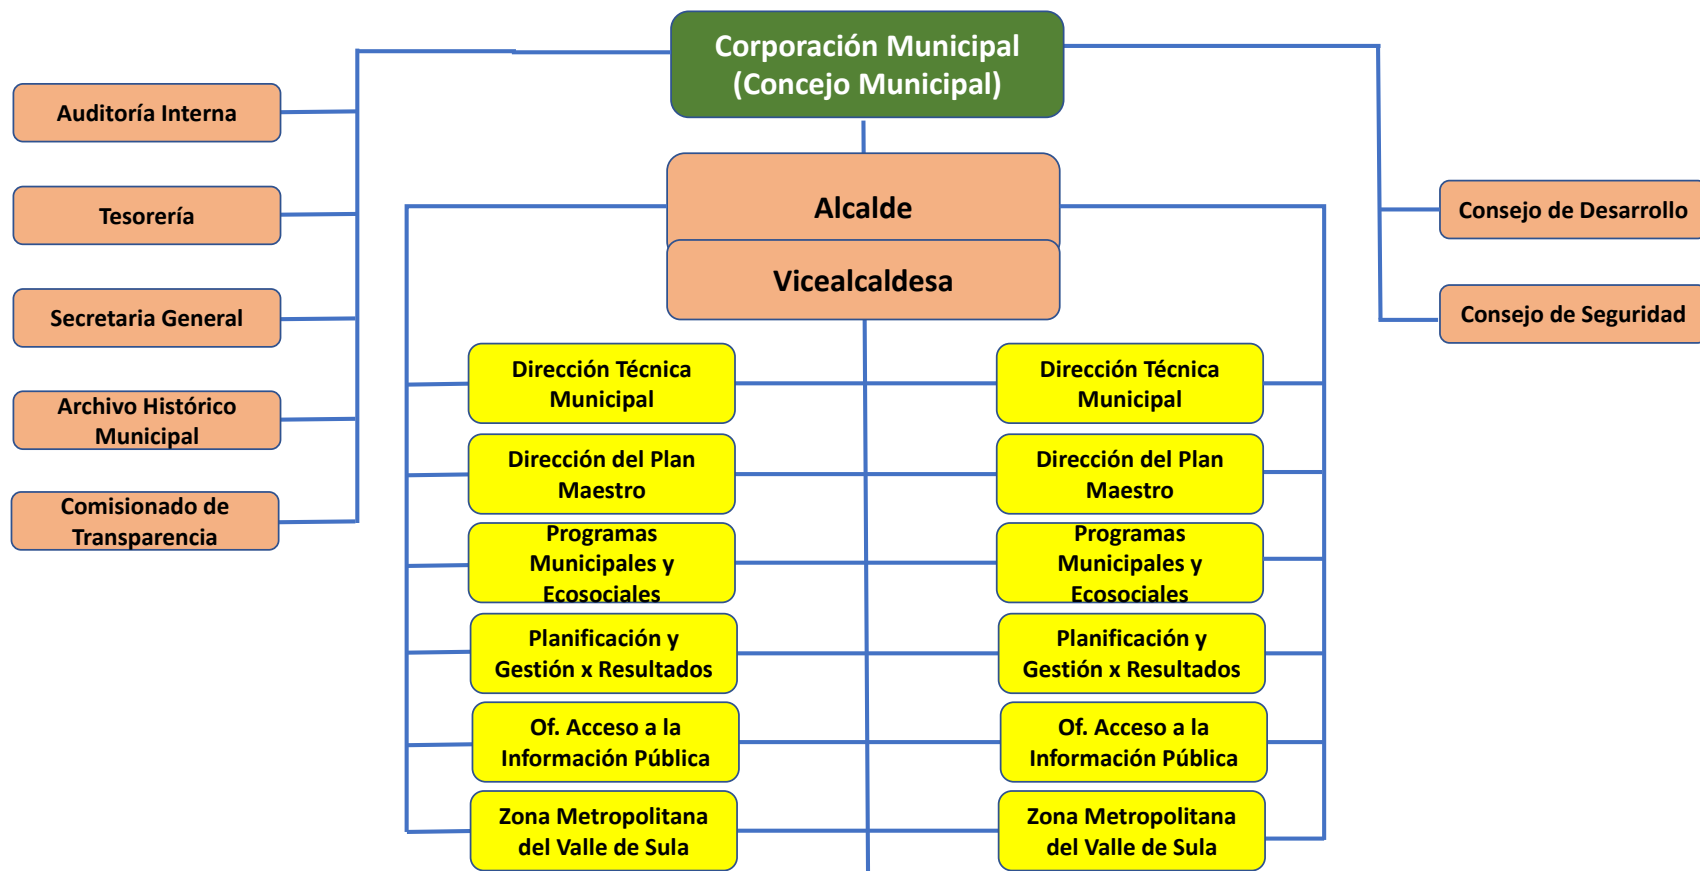 Corporación Municipal
(Concejo Municipal)
Auditoría Interna
Tesorería
Secretaria General
Archivo Histórico
Municipal
Comisionado de
Transparencia
Alcalde
Vicealcaldesa
Consejo de Desarrollo
Consejo de Seguridad
Dirección Técnica
Municipal
Dirección del Plan
Maestro
Programas
Municipales y
Ecosociales
Planificación y
Gestión x Resultados
Of. Acceso a la
Información Pública
Zona Metropolitana
del Valle de Sula
Dirección Técnica
Municipal
Dirección del Plan
Maestro
Programas
Municipales y
Ecosociales
Planificación y
Gestión x Resultados
Of. Acceso a la
Información Pública
Zona Metropolitana
del Valle de Sula